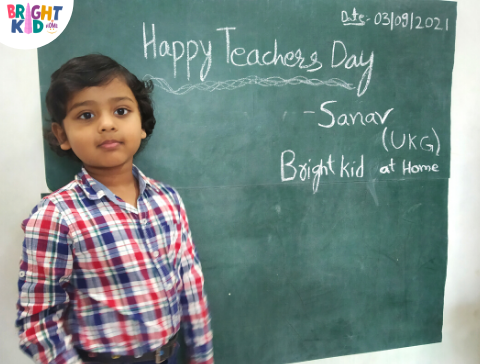 BRIGHT
KID
Date:- 03/09/2021
Happy Teachers Day
- Sanav
(UKG)
Bright kid at Home